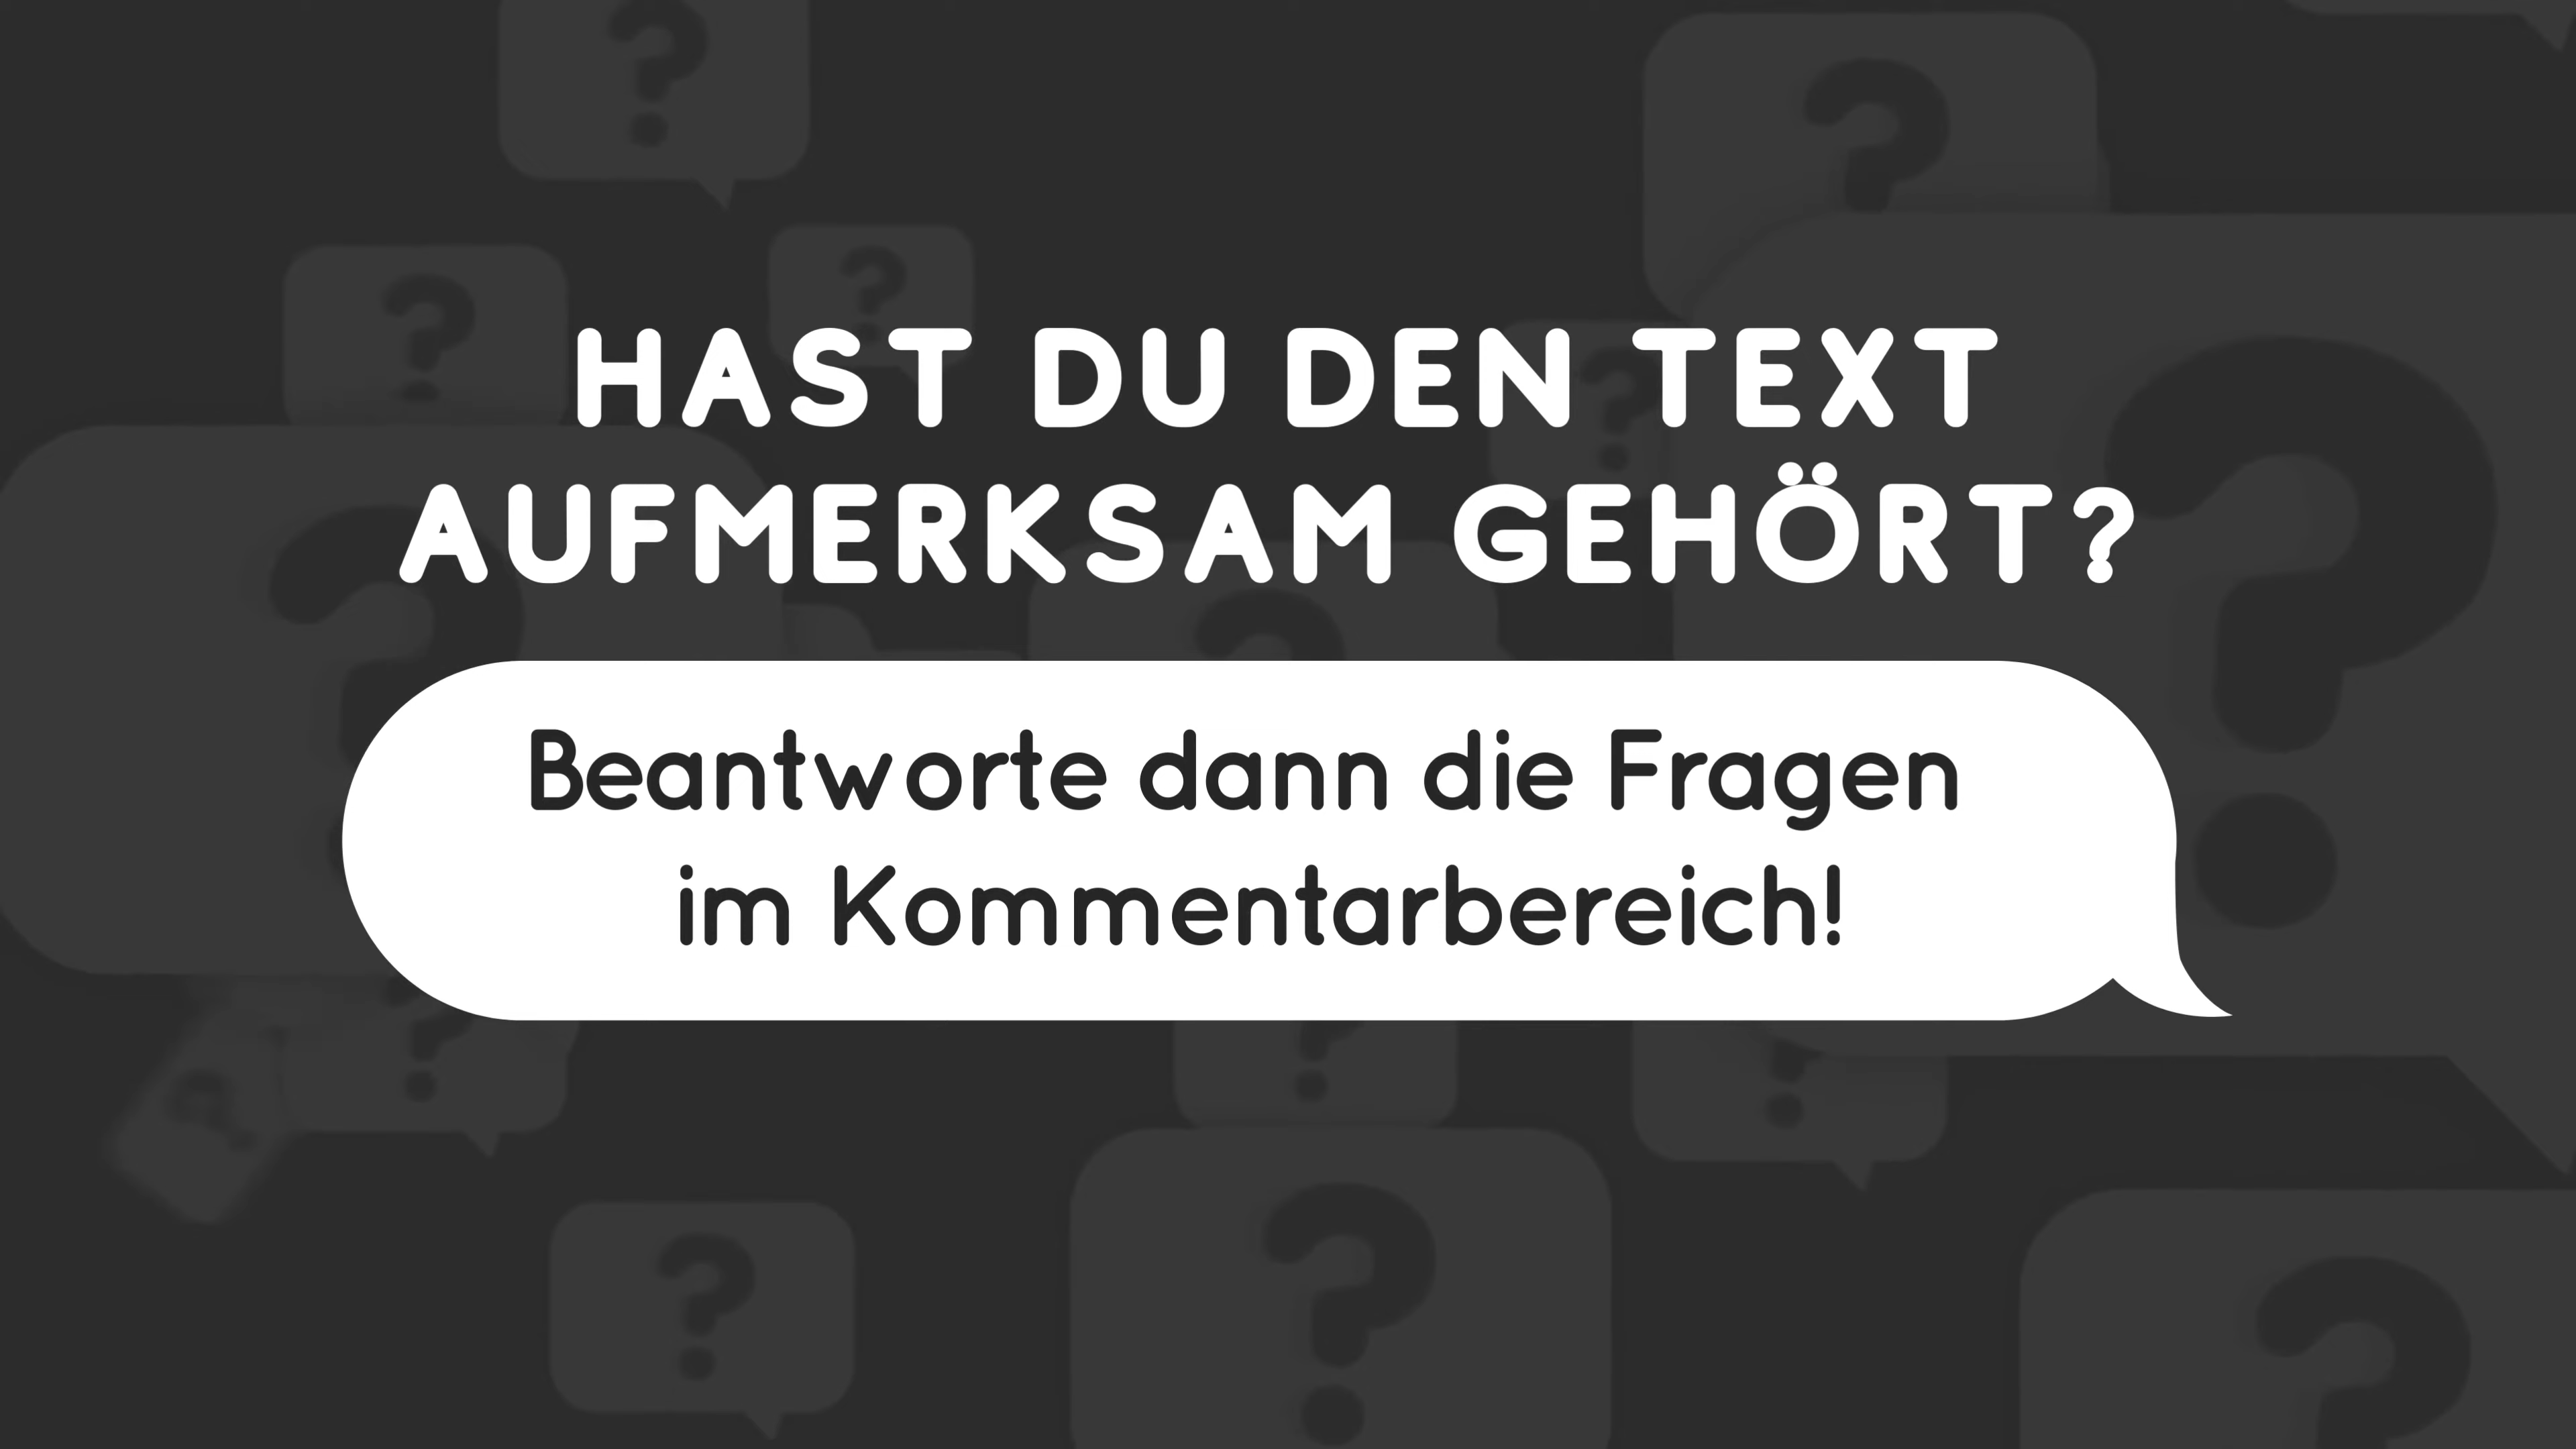 HAST DU DEN TEXT
AUFMERKSAM GEHÖRT?
Beantworte dann die Fragen
im Kommentarbereich!